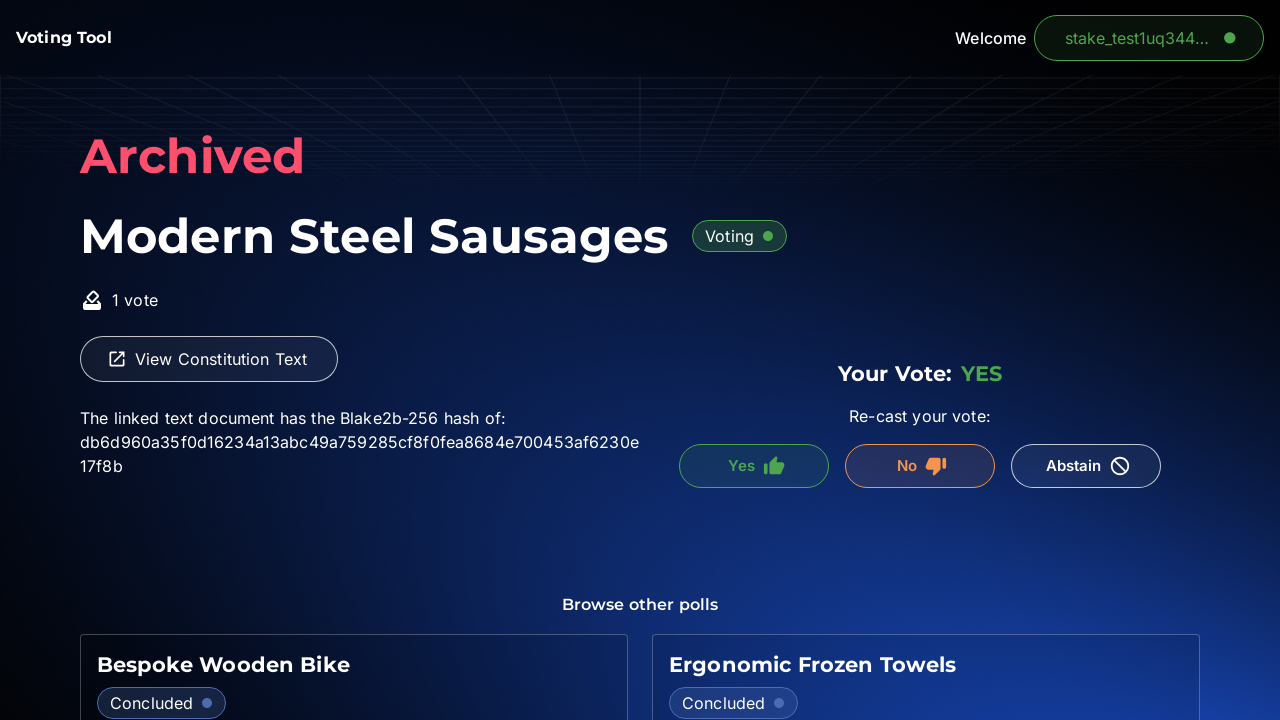 Voting Tool
Welcome
stake_test1uq344...
Archived
Modern Steel Sausages
Voting
1 vote
View Constitution Text
The linked text document has the Blake2b-256 hash of:
db6d960a35f0d16234a13abc49a759285cf8f0fea8684e700453af6230e
17f8b
Your Vote: YES
Re-cast your vote:
Yes
No
Abstain
Browse other polls
Bespoke Wooden Bike
Concluded
Ergonomic Frozen Towels
Concluded